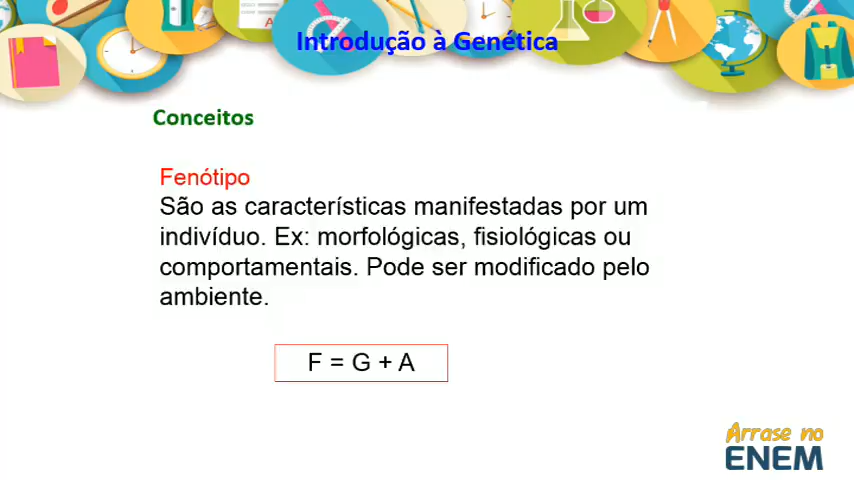 Introdução à Genética
Conceitos
Fenótipo
São as características manifestadas por um
indivíduo. Ex: morfológicas, fisiológicas ou
comportamentais. Pode ser modificado pelo
ambiente.
F = G + A
Arrase no
ENEM